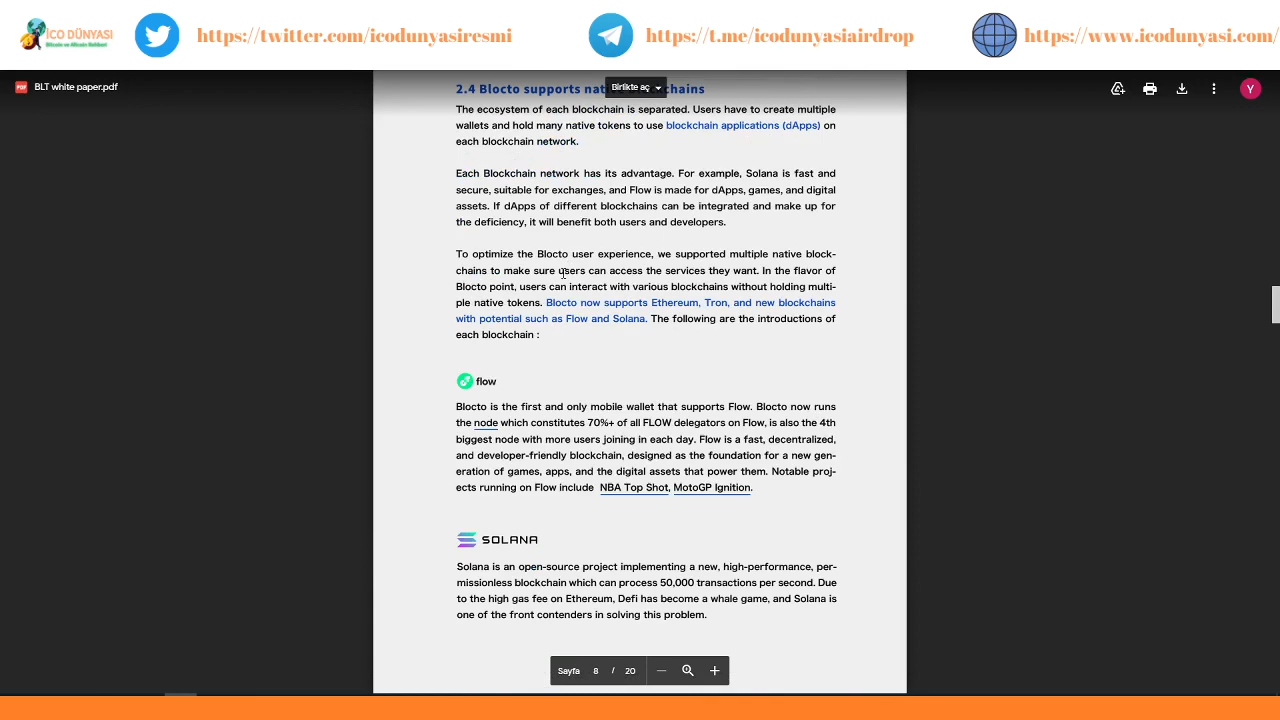 İCO DÜNYASI
https://twitter.com/icodunyasiresmi
https://t.me/icodunyasiairdrop
https://www.icodunyasi.com/
BLT white paper.pdf
Birlikte aç
Y
2.4 Blocto supports nat chains
The ecosystem of each blockchain is separated. Users have to create multiple
wallets and hold many native tokens to use blockchain applications (dApps) on
each blockchain network.
Each Blockchain network has its advantage. For example, Solana is fast and
secure, suitable for exchanges, and Flow is made for dApps, games, and digital
assets. If dApps of different blockchains can be integrated and make up for
the deficiency, it will benefit both users and developers.
To optimize the Blocto user experience, we supported multiple native block-
chains to make sure users can access the services they want. In the flavor of
Blocto point, users can interact with various blockchains without holding multi-
ple native tokens. Blocto now supports Ethereum, Tron, and new blockchains
with potential such as Flow and Solana. The following are the introductions of
each blockchain :
flow
Blocto is the first and only mobile wallet that supports Flow. Blocto now runs
the node which constitutes 70%+ of all FLOW delegators on Flow, is also the 4th
biggest node with more users joining in each day. Flow is a fast, decentralized,
and developer-friendly blockchain, designed as the foundation for a new gen-
eration of games, apps, and the digital assets that power them. Notable proj-
ects running on Flow include NBA Top Shot, MotoGP Ignition.
SOLANA
Solana is an open-source project implementing a new, high-performance, per-
missionless blockchain which can process 50,000 transactions per second. Due
to the high gas fee on Ethereum, Defi has become a whale game, and Solana is
one of the front contenders in solving this problem.
Sayfa 8 / 20